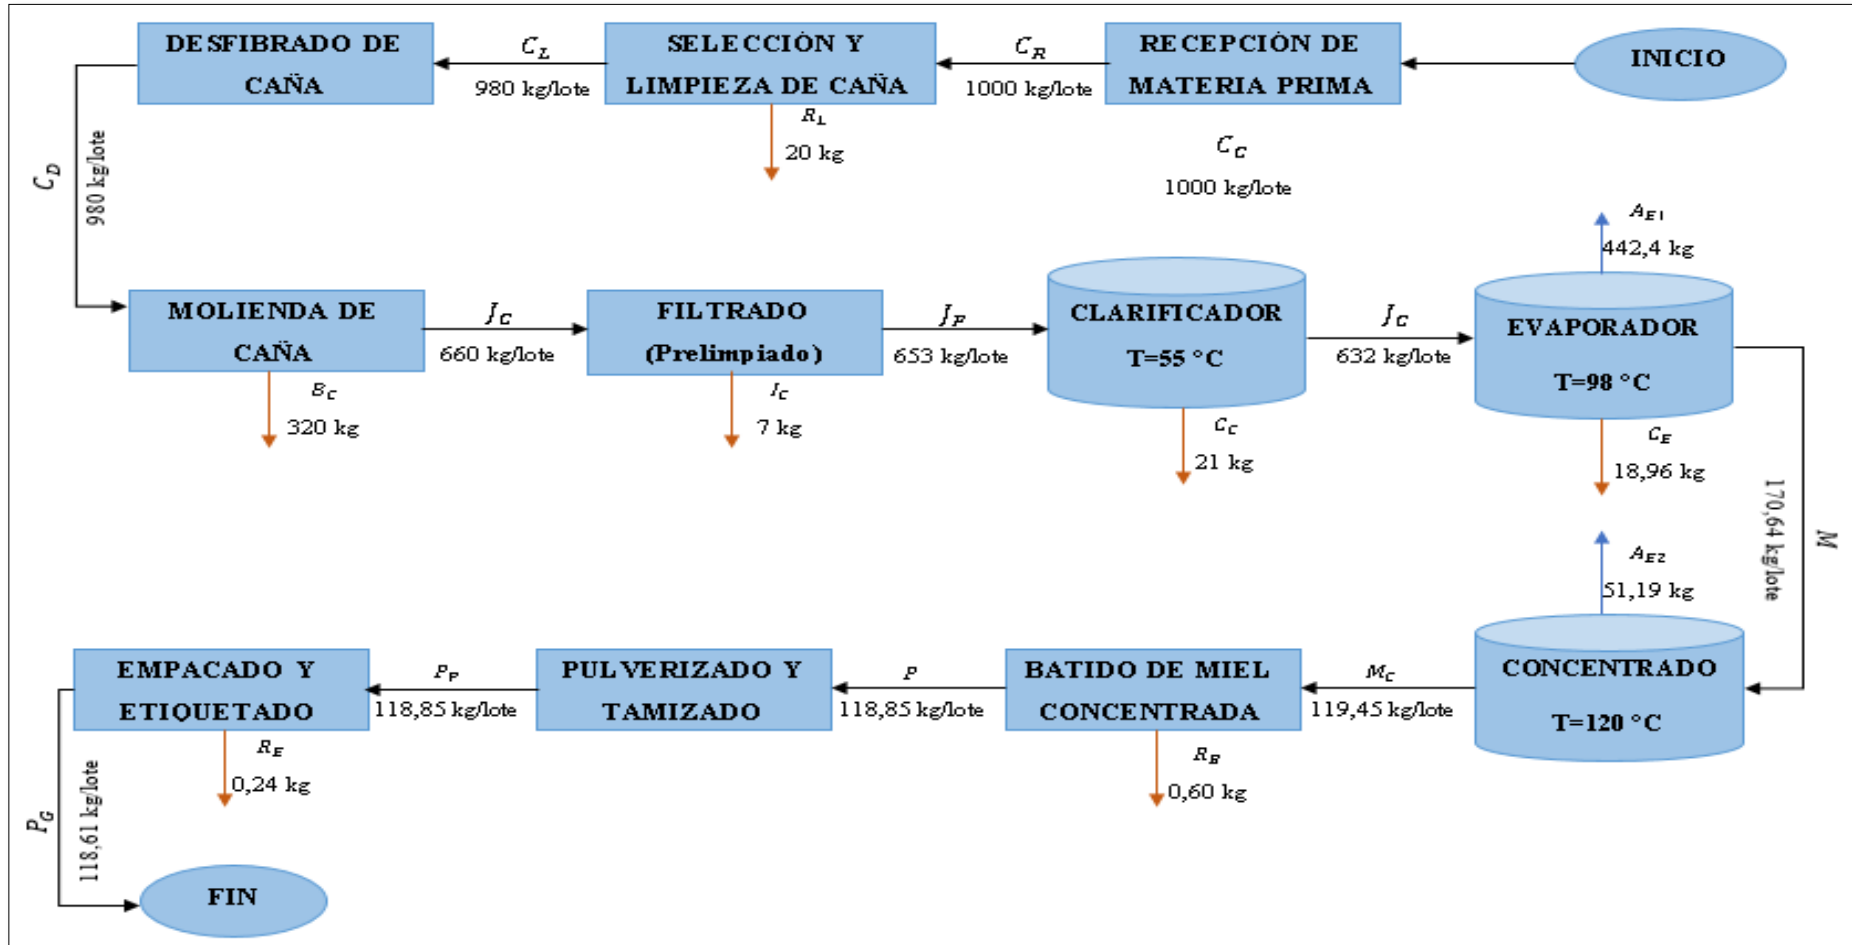 INICIO
RECEPCIÓN DE
MATERIA PRIMA
C_R
1000 kg/lote
SELECCIÓN Y
LIMPIEZA DE CAÑA
R_L
20 kg
C_L
980 kg/lote
DESFIBRADO DE
CAÑA
C_D
980 kg/lote
C_C
1000 kg/lote
MOLIENDA DE
CAÑA
B_C
320 kg
J_C
660 kg/lote
FILTRADO
(Prelimpiado)
I_C
7 kg
J_F
653 kg/lote
CLARIFICADOR
T=55 °C
C_C
21 kg
J_C
632 kg/lote
A_E1
442,4 kg
EVAPORADOR
T=98 °C
C_E
18,96 kg
M
170,64 kg/lote
A_E2
51,19 kg
CONCENTRADO
T=120 °C
M_C
119,45 kg/lote
BATIDO DE MIEL
CONCENTRADA
R_B
0,60 kg
P
118,85 kg/lote
PULVERIZADO Y
TAMIZADO
P_P
118,85 kg/lote
EMPACADO Y
ETIQUETADO
R_E
0,24 kg
P_G
118,61 kg/lote
FIN